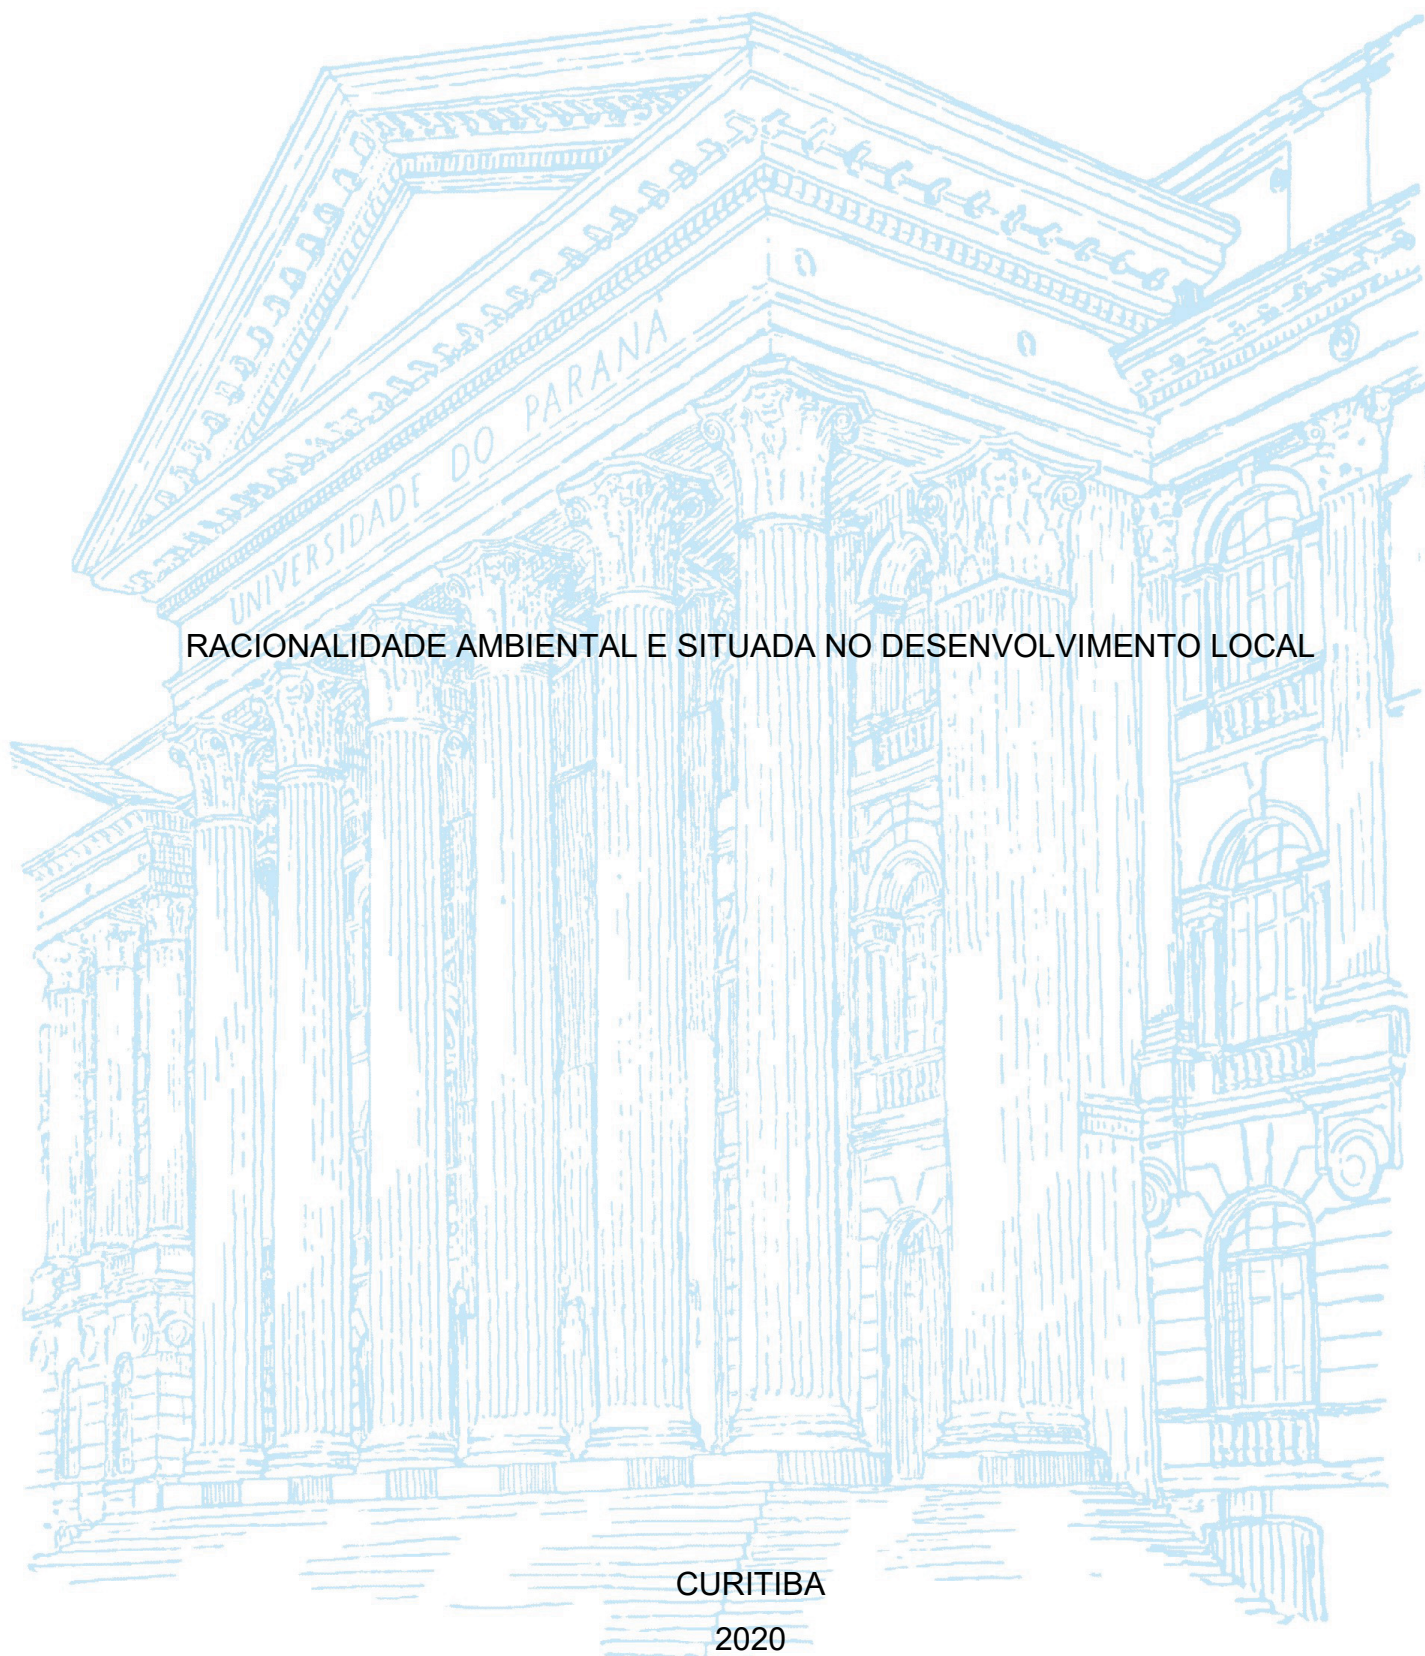 UNIVERSIDADE DO PARANÁ
RACIONALIDADE AMBIENTAL E SITUADA NO DESENVOLVIMENTO LOCAL
CURITIBA
2020